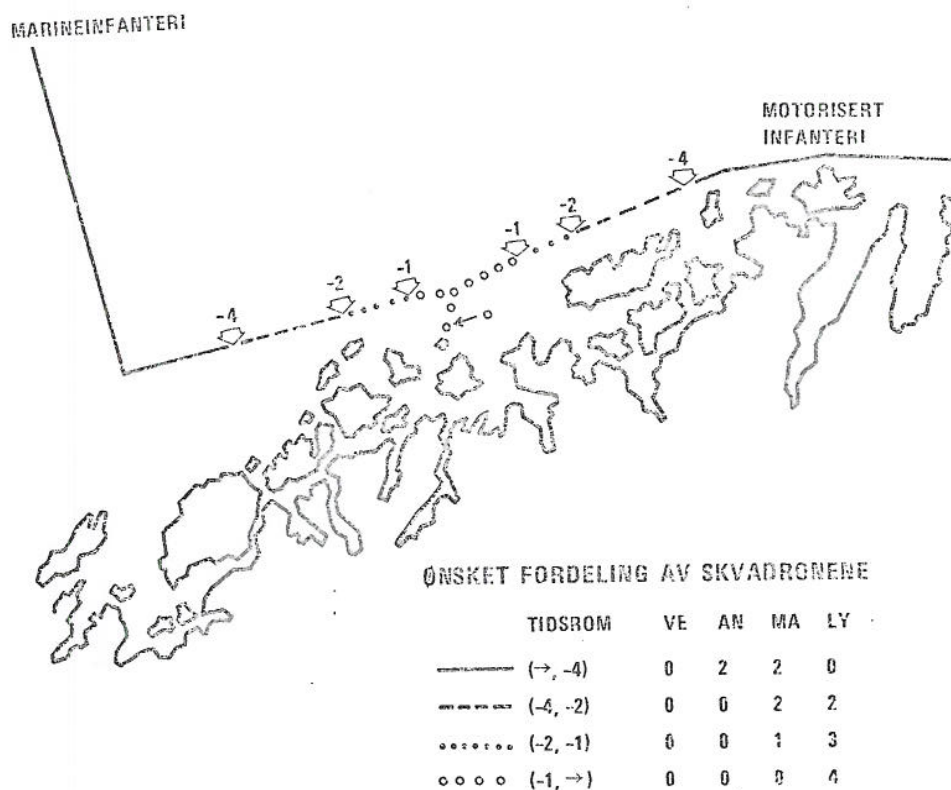 MARINEINFANTERI
MOTORISERT
INFANTERI
-4
-2
-1
-1
-2
-4
ØNSKET FORDELING AV SKVADRONENE
TIDSROM VE AN MA LY
(→, -4) 0 2 2 0
(-4, -2) 0 0 2 2
(-2, -1) 0 0 1 3
(-1, →) 0 0 0 4